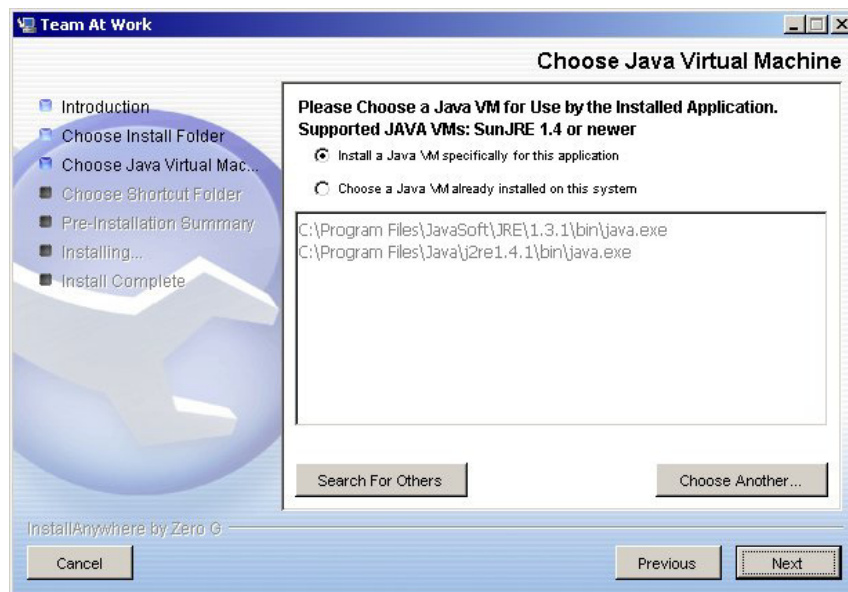 Team At Work
Choose Java Virtual Machine
Introduction
Choose Install Folder
Choose Java Virtual Mac...
Choose Shortcut Folder
Pre-Installation Summary
Installing...
Install Complete
Please Choose a Java VM for Use by the Installed Application.
Supported JAVA VMs: SunJRE 1.4 or newer
Install a Java VM specifically for this application
Choose a Java VM already installed on this system
C:\Program Files\JavaSoft\JRE\1.3.1\bin\java.exe
C:\Program Files\Java\j2re1.4.1\bin\java.exe
Search For Others
Choose Another...
InstallAnywhere by Zero G
Cancel
Previous
Next